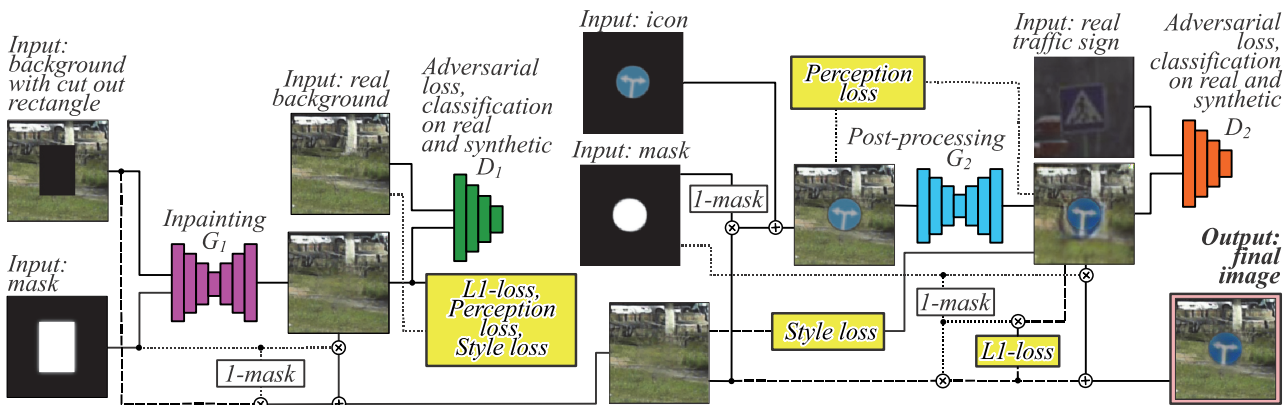 Input:
background
with cut out
rectangle
Input:
mask
Inpainting
G1
1-mask
Input: real
background
Adversarial
loss,
classification
on real
and synthetic
D1
L1-loss,
Perception
loss,
Style loss
Input: icon
Input: mask
1-mask
Perception
loss
Post-processing
G2
Style loss
1-mask
L1-loss
Input: real
traffic sign
Adversarial
loss,
classification
on real and
synthetic
D2
Output:
final
image